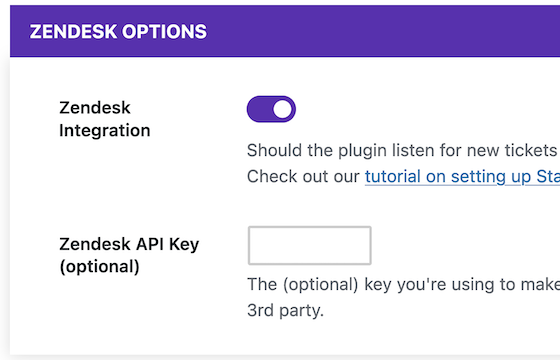 ZENDESK OPTIONS
Zendesk
Integration
Should the plugin listen for new tickets
Check out our tutorial on setting up Sta
Zendesk API Key
(optional)
The (optional) key you're using to make
3rd party.